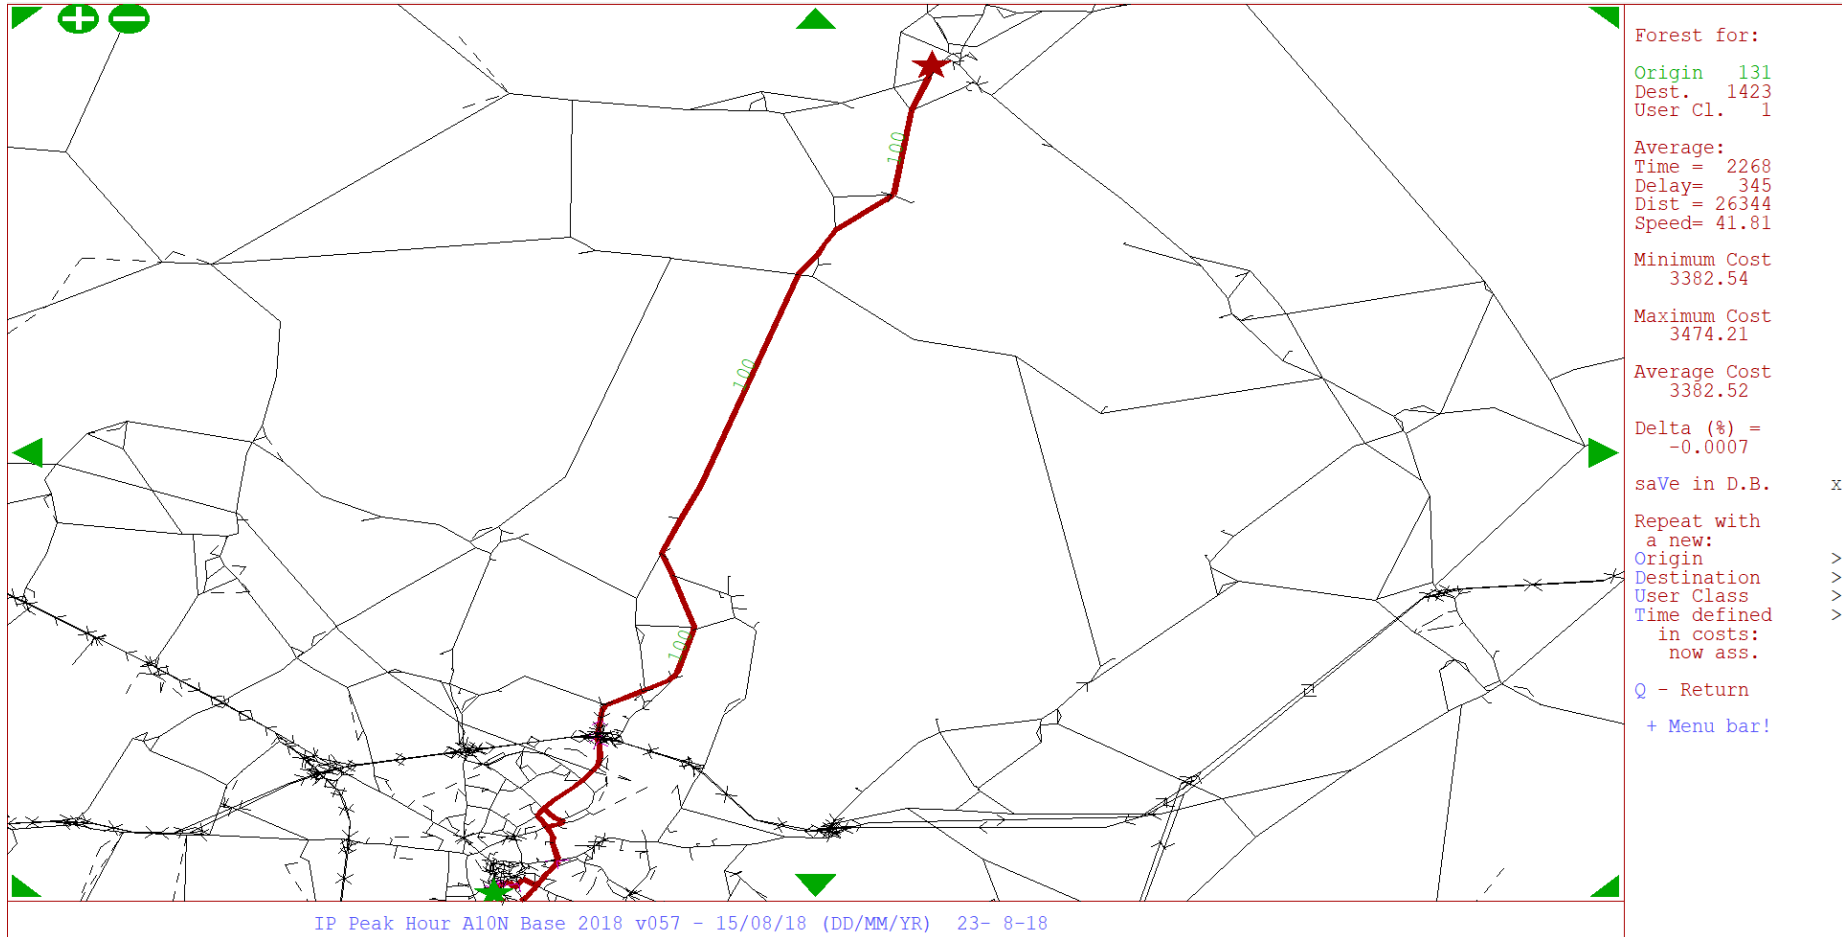 100
100
100
IP Peak Hour A10N Base 2018 v057 - 15/08/18 (DD/MM/YR)  23- 8-18
Forest for:
Origin   131
Dest.   1423
User Cl.   1
Average:
Time =  2268
Delay=   345
Dist = 26344
Speed= 41.81
Minimum Cost
3382.54
Maximum Cost
3474.21
Average Cost
3382.52
Delta (%) =
-0.0007
saVe in D.B. x
Repeat with
a new:
Origin >
Destination >
User Class >
Time defined >
in costs:
now ass.
Q - Return
+ Menu bar!